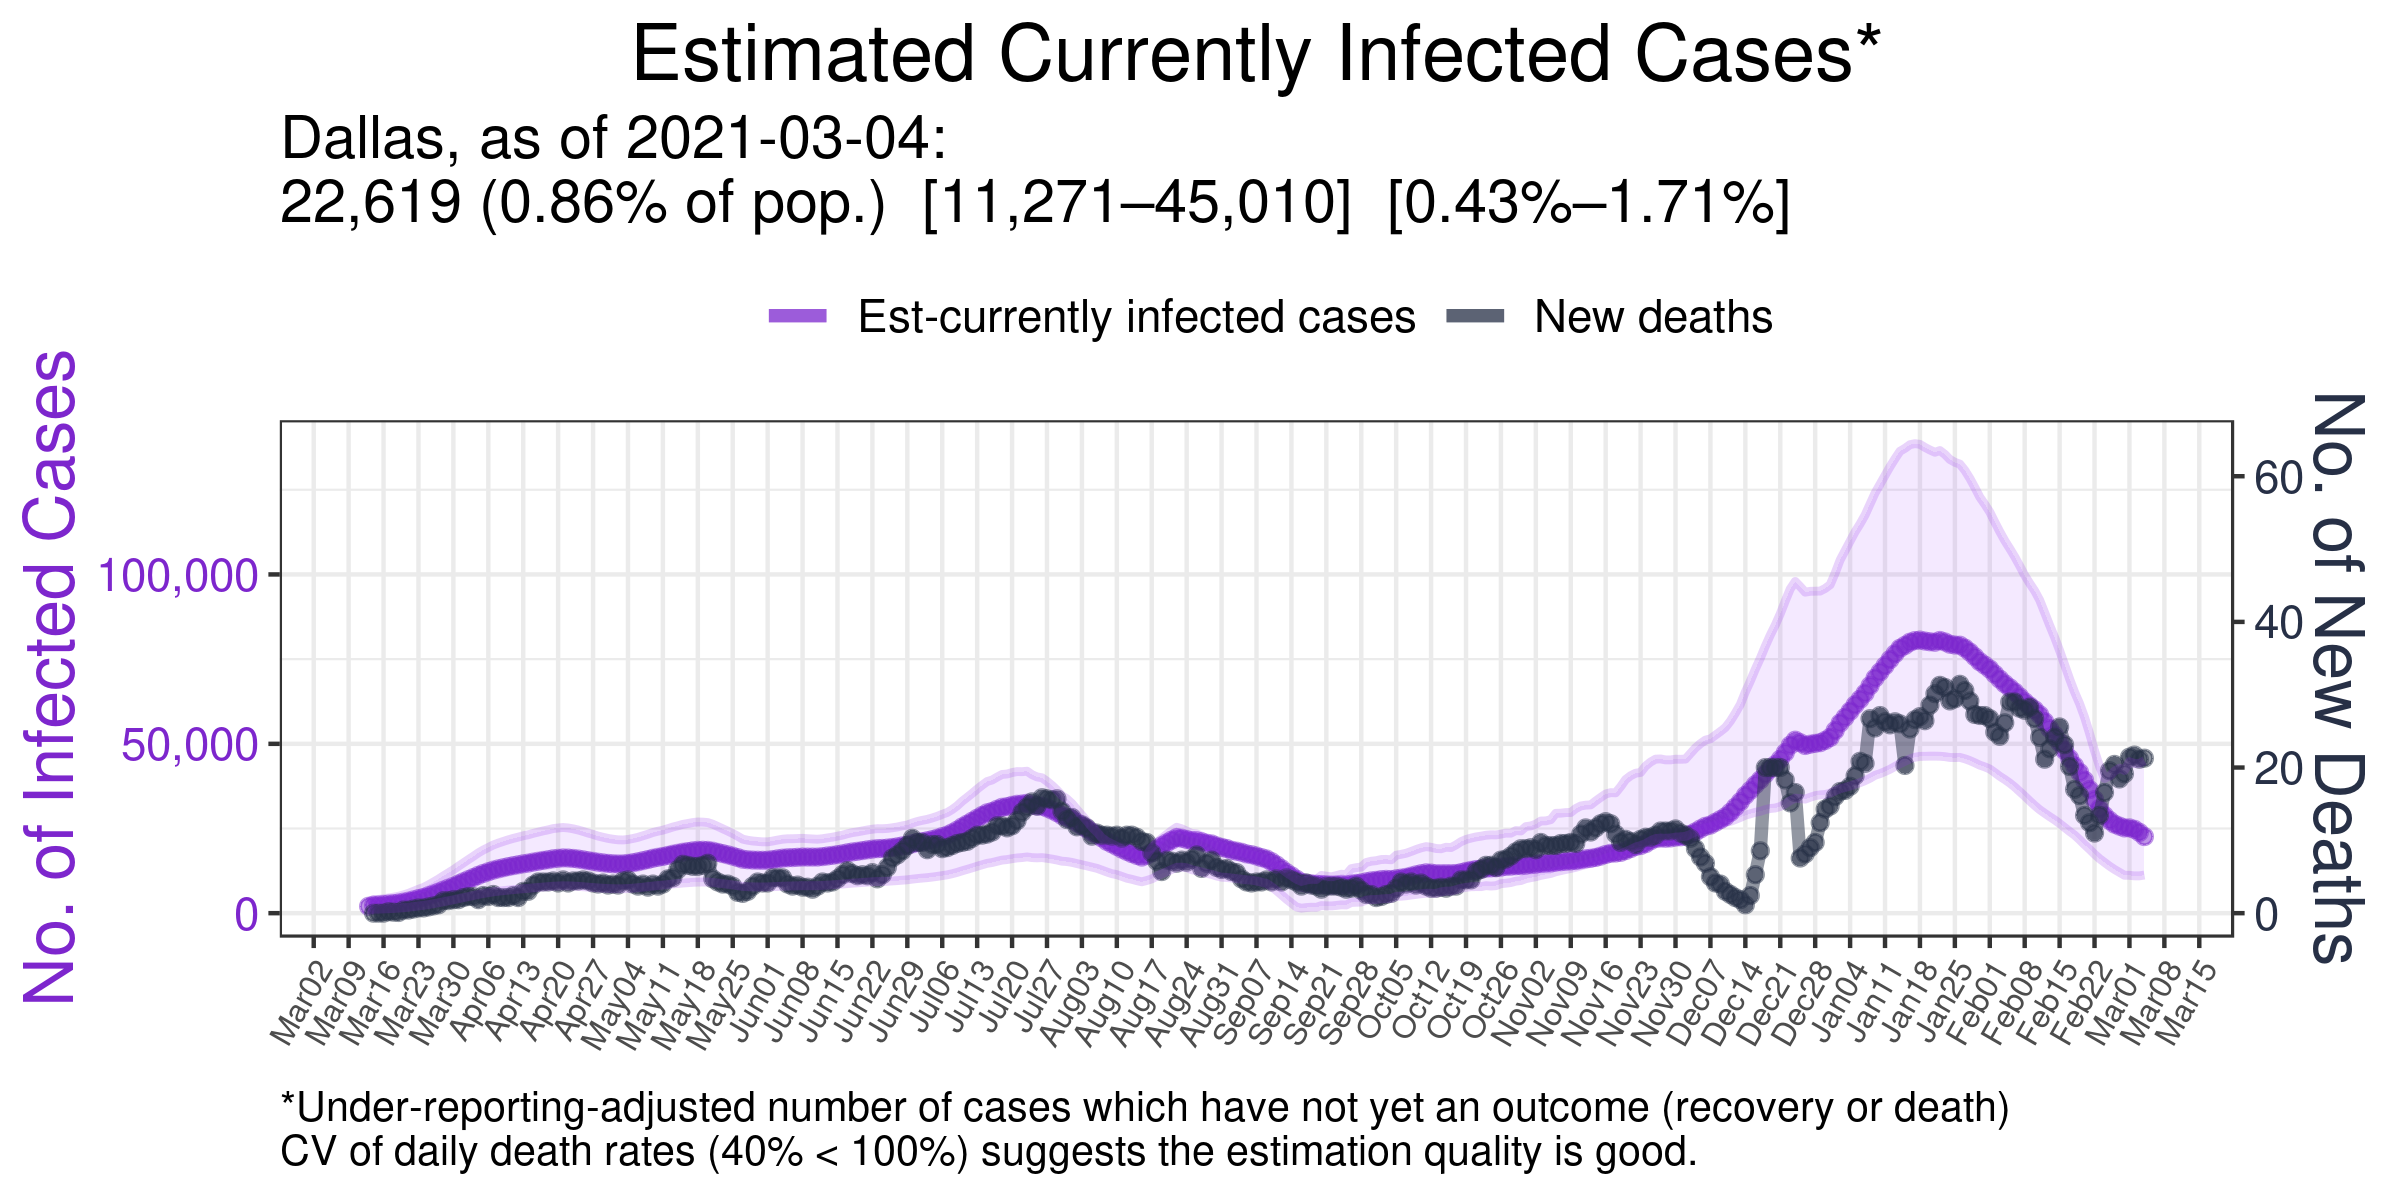 Estimated Currently Infected Cases*
Dallas, as of 2021-03-04:
22,619 (0.86% of pop.) [11,271–45,010] [0.43%–1.71%]
Est-currently infected cases
New deaths
No. of Infected Cases
100,000
50,000
0
60
40
20
0
No. of New Deaths
Mar02
Mar09
Mar16
Mar23
Mar30
Apr06
Apr13
Apr20
Apr27
May04
May11
May18
May25
Jun01
Jun08
Jun15
Jun22
Jun29
Jul06
Jul13
Jul20
Jul27
Aug03
Aug10
Aug17
Aug24
Aug31
Sep07
Sep14
Sep21
Sep28
Oct05
Oct12
Oct19
Oct26
Nov02
Nov09
Nov16
Nov23
Nov30
Dec07
Dec14
Dec21
Dec28
Jan04
Jan11
Jan18
Jan25
Feb01
Feb08
Feb15
Feb22
Mar01
Mar08
Mar15
*Under-reporting-adjusted number of cases which have not yet an outcome (recovery or death)
CV of daily death rates (40% < 100%) suggests the estimation quality is good.